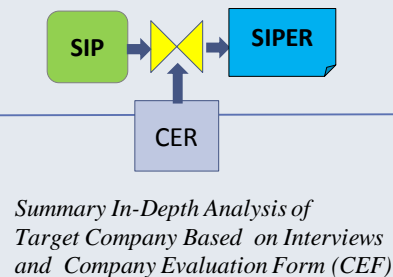 SIP
SIPER
CER
Summary In-Depth Analysis of
Target Company Based on Interviews
and Company Evaluation Form (CEF)